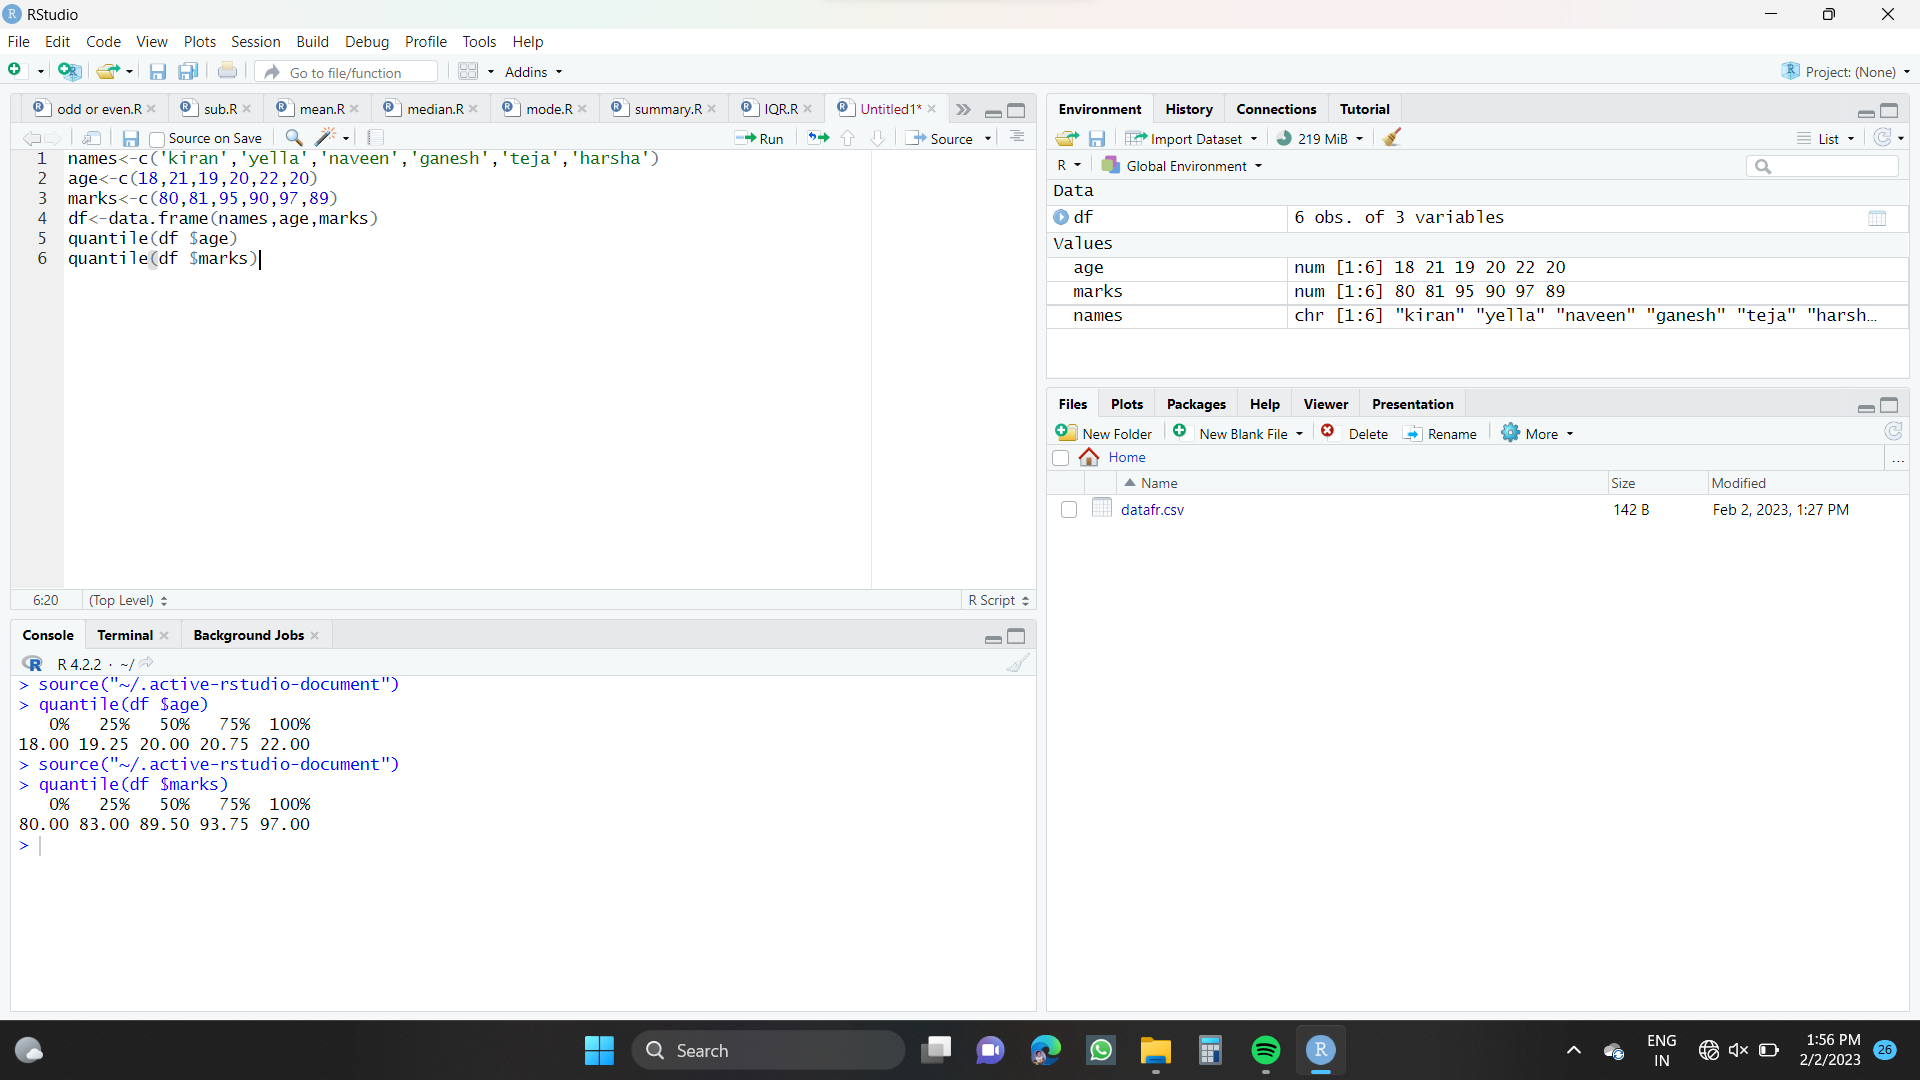 RStudio
File Edit Code View Plots Session Build Debug Profile Tools Help
Go to file/function Addins Project: (None)
odd or even.R sub.R mean.R median.R mode.R summary.R IQR.R Untitled1*
Source on Save Run Source
1 names<-c('kiran','yella','naveen','ganesh','teja','harsha')
2 age<-c(18,21,19,20,22,20)
3 marks<-c(80,81,95,90,97,89)
4 df<-data.frame(names,age,marks)
5 quantile(df $age)
6 quantile(df $marks)
6:20 (Top Level) R Script
Console Terminal Background Jobs
R 4.2.2 · ~/
> source("~/.active-rstudio-document")
> quantile(df $age)
0% 25% 50% 75% 100%
18.00 19.25 20.00 20.75 22.00
> source("~/.active-rstudio-document")
> quantile(df $marks)
0% 25% 50% 75% 100%
80.00 83.00 89.50 93.75 97.00
>
Environment History Connections Tutorial
Import Dataset 219 MiB List
R Global Environment
Data
df 6 obs. of 3 variables
Values
age num [1:6] 18 21 19 20 22 20
marks num [1:6] 80 81 95 90 97 89
names chr [1:6] "kiran" "yella" "naveen" "ganesh" "teja" "harsh…
Files Plots Packages Help Viewer Presentation
New Folder New Blank File Delete Rename More
Home ...
Name Size Modified
datafr.csv 142 B Feb 2, 2023, 1:27 PM
Search
ENG
IN
1:56 PM
2/2/2023
26